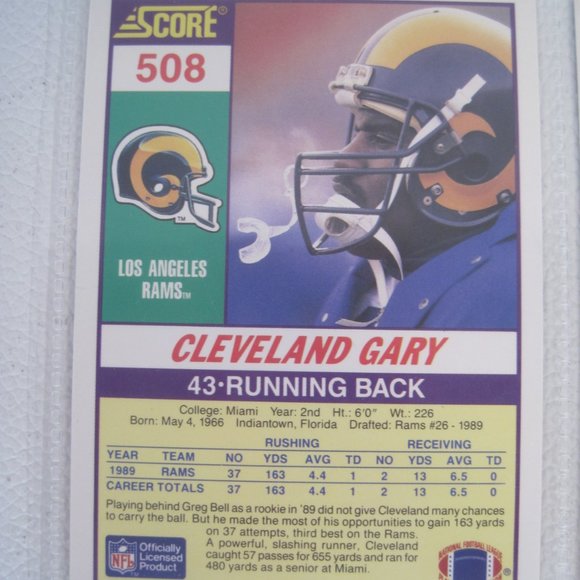 SCORE
508
LOS ANGELES
RAMS™
CLEVELAND GARY
43·RUNNING BACK
College: Miami Year: 2nd Ht.: 6'0" Wt.: 226
Born: May 4, 1966 Indiantown, Florida Drafted: Rams #26 - 1989
RUSHING RECEIVING
YEAR TEAM NO YDS AVG TD NO YDS AVG TD
1989 RAMS 37 163 4.4 1 2 13 6.5 0
CAREER TOTALS 37 163 4.4 1 2 13 6.5 0
Playing behind Greg Bell as a rookie in '89 did not give Cleveland many chances
to carry the ball. But he made the most of his opportunities to gain 163 yards
on 37 attempts, third best on the Rams.
A powerful, slashing runner, Cleveland
caught 57 passes for 655 yards and ran for
480 yards as a senior at Miami.
NFL
Officially
Licensed
Product
NATIONAL FOOTBALL LEAGUE
TM